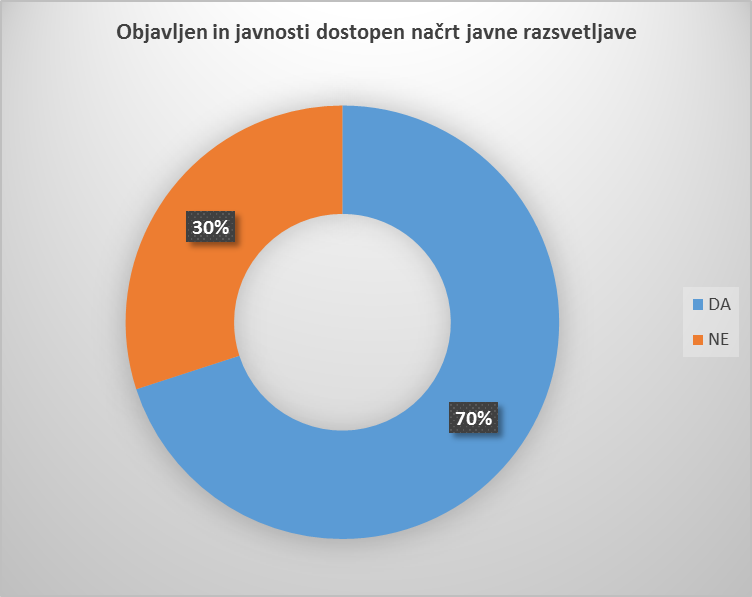 Objavljen in javnosti dostopen načrt javne razsvetljave
30%
DA
NE
70%